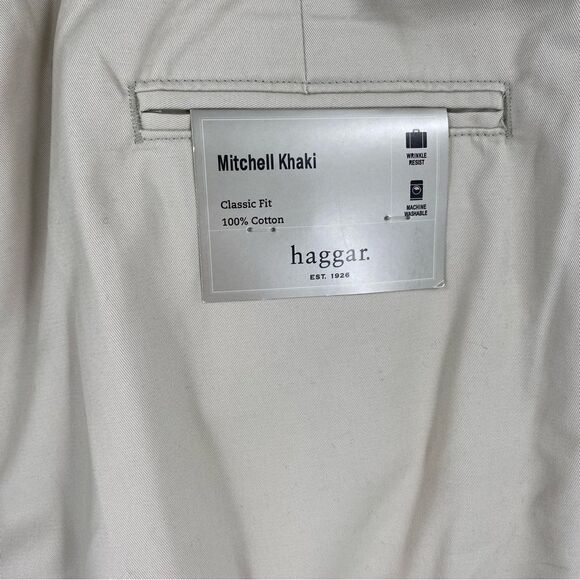 Mitchell Khaki
Classic Fit
100% Cotton
WRINKLE
RESIST
MACHINE
WASHABLE
haggar.
EST. 1926